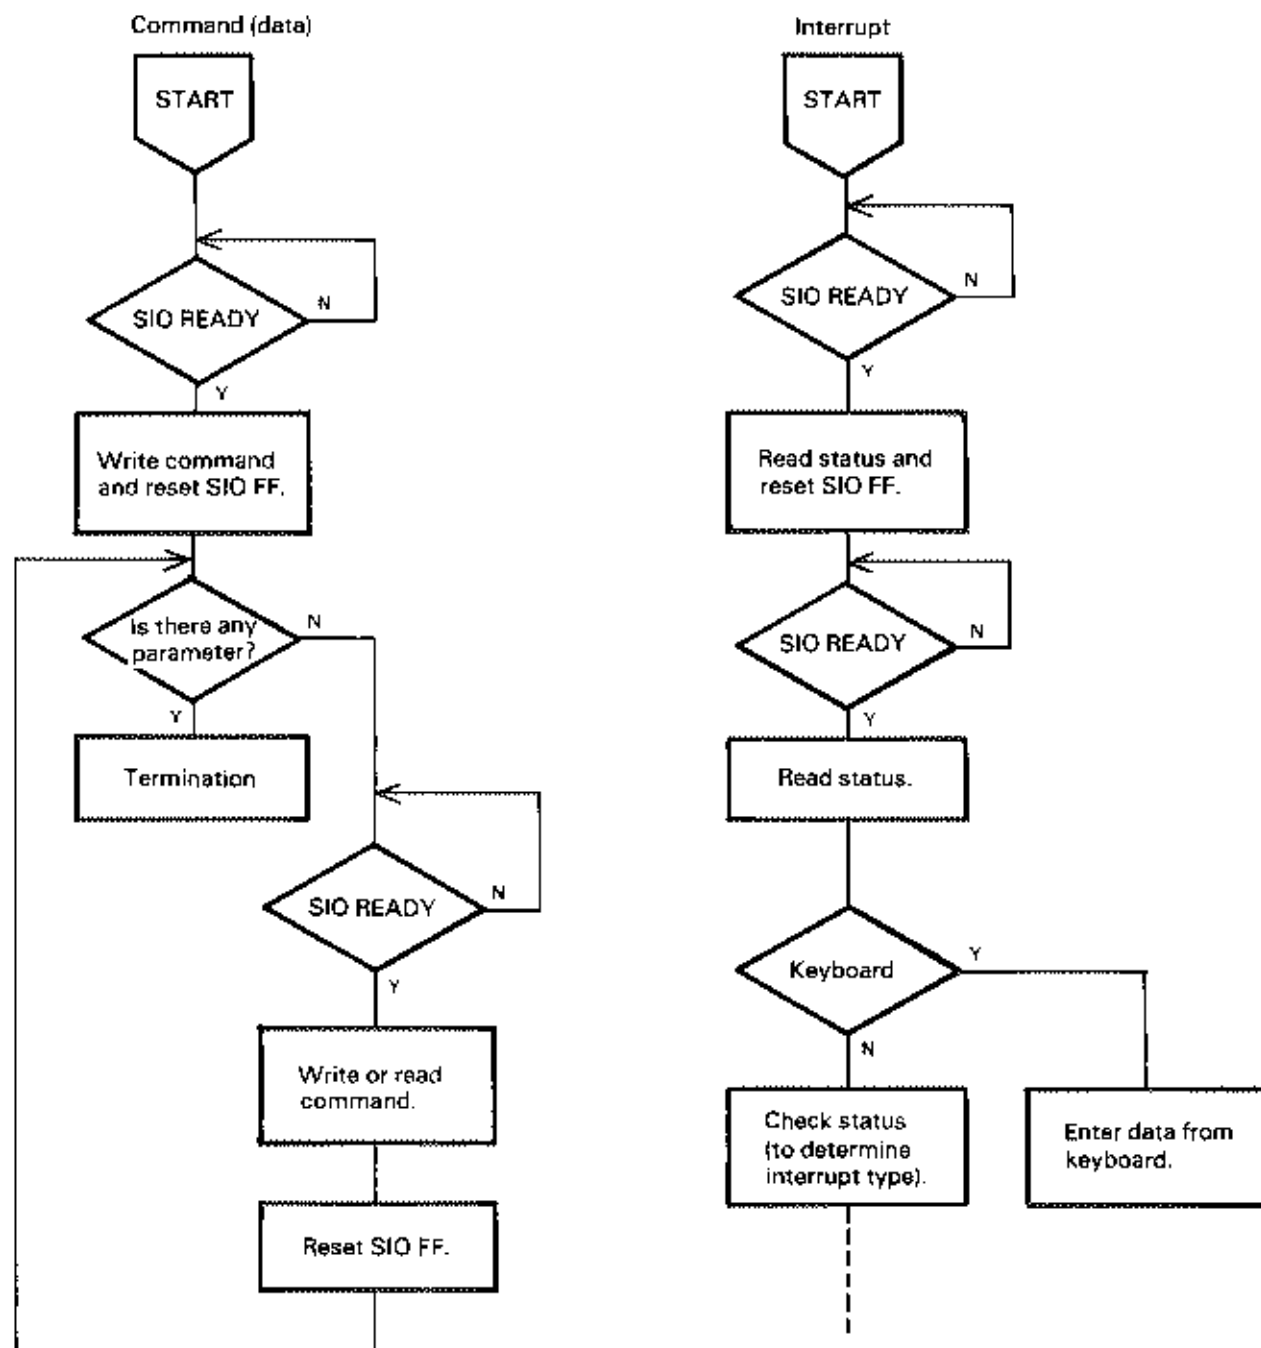 Command (data)
START
SIO READY
N
Y
Write command
and reset SIO FF.
Is there any
parameter?
N
Y
Termination
SIO READY
N
Y
Write or read
command.
Reset SIO FF.
Interrupt
START
SIO READY
N
Y
Read status and
reset SIO FF.
SIO READY
N
Y
Read status.
Keyboard
Y
N
Check status
(to determine
interrupt type).
Enter data from
keyboard.